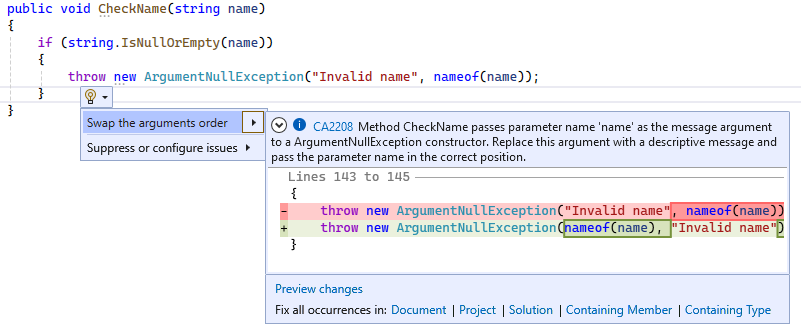 public void CheckName(string name)
{
if (string.IsNullOrEmpty(name))
{
throw new ArgumentNullException("Invalid name", nameof(name));
}
}
Swap the arguments order
Suppress or configure issues
CA2208 Method CheckName passes parameter name 'name' as the message argument
to a ArgumentNullException constructor. Replace this argument with a descriptive message and
pass the parameter name in the correct position.
Lines 143 to 145
{
- throw new ArgumentNullException("Invalid name", nameof(name))
+ throw new ArgumentNullException(nameof(name), "Invalid name")
}
Preview changes
Fix all occurrences in: Document | Project | Solution | Containing Member | Containing Type